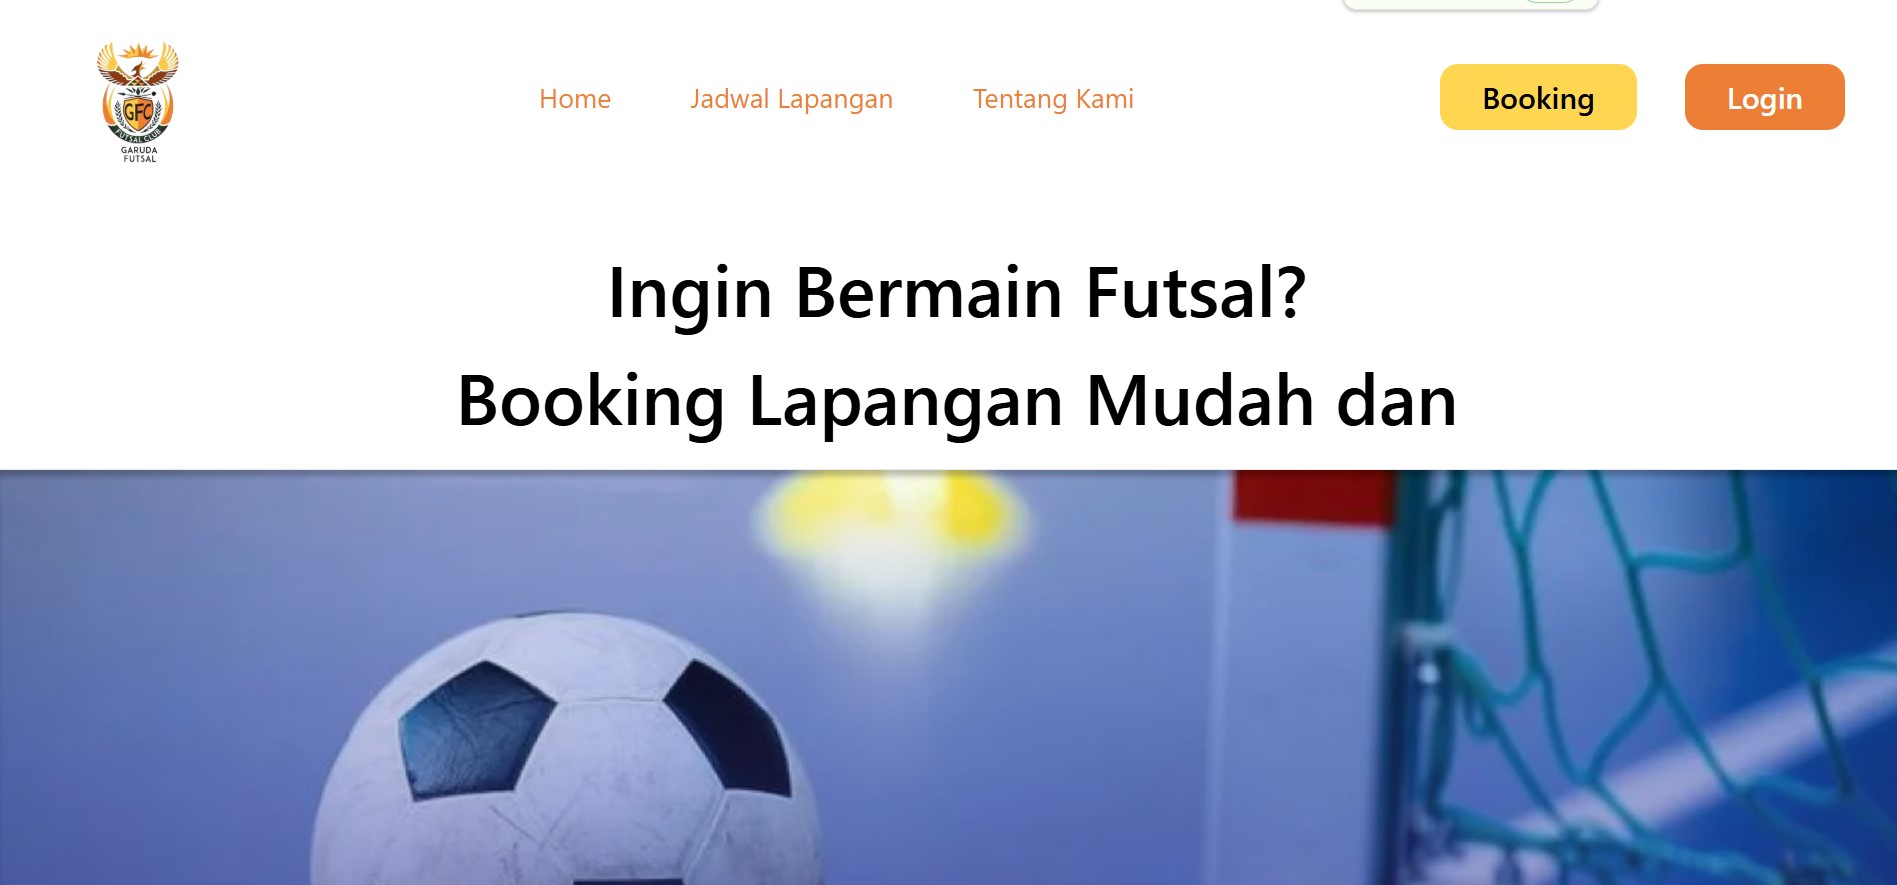 GFC
FUTSAL CLUB
GARUDA
FUTSAL
Home
Jadwal Lapangan
Tentang Kami
Booking
Login
Ingin Bermain Futsal?
Booking Lapangan Mudah dan